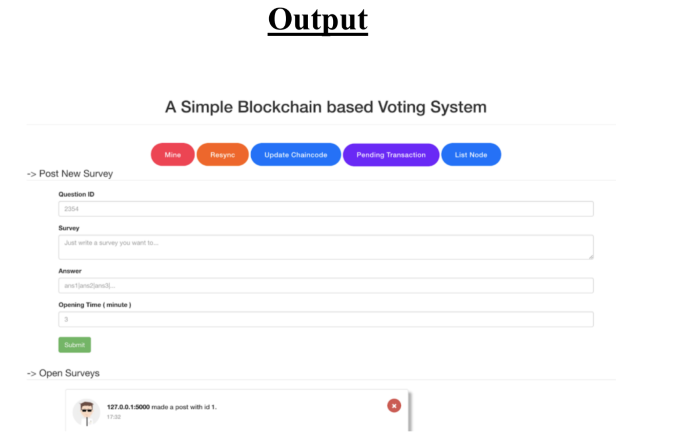 Output
A Simple Blockchain based Voting System
Mine Resync Update Chaincode Pending Transaction List Node
-> Post New Survey
Question ID
2354
Survey
Just write a survey you want to...
Answer
ans1|ans2|ans3|...
Opening Time ( minute )
3
Submit
-> Open Surveys
127.0.0.1:5000 made a post with id 1.
17:32